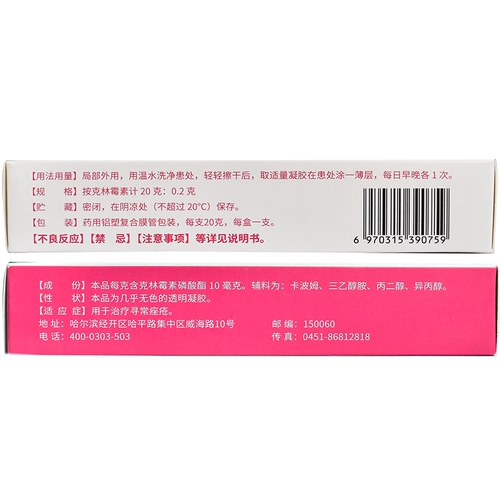 【用法用量】局部外用，用温水洗净患处，轻轻擦干后，取适量凝胶在患处涂一薄层，每日早晚各1次。
【规　　格】按克林霉素计20克：0.2克
【贮　　藏】密闭，在阴凉处（不超过20℃）保存。
【包　　装】药用铝塑复合膜管包装，每支20克，每盒一支。
【不良反应】【禁　忌】【注意事项】等详见说明书。
6 970315 390759
【成　　份】本品每克含克林霉素磷酸酯10毫克。辅料为：卡波姆、三乙醇胺、丙二醇、异丙醇。
【性　　状】本品为几乎无色的透明凝胶。
【适 应 症】用于治疗寻常痤疮。
地 址：哈尔滨经开区哈平路集中区威海路10号　邮 编：150060
电 话：400-0303-503　传 真：0451-86812818